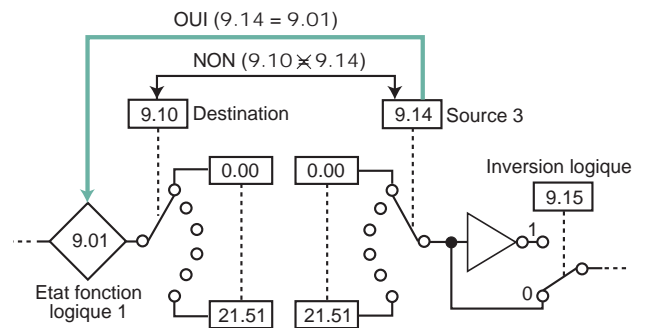 OUI (9.14 = 9.01)
NON (9.10 ⨳ 9.14)
9.10 Destination
9.14 Source 3
0.00
0.00
Inversion logique
9.15
9.01
1
Etat fonction
logique 1
0
21.51
21.51